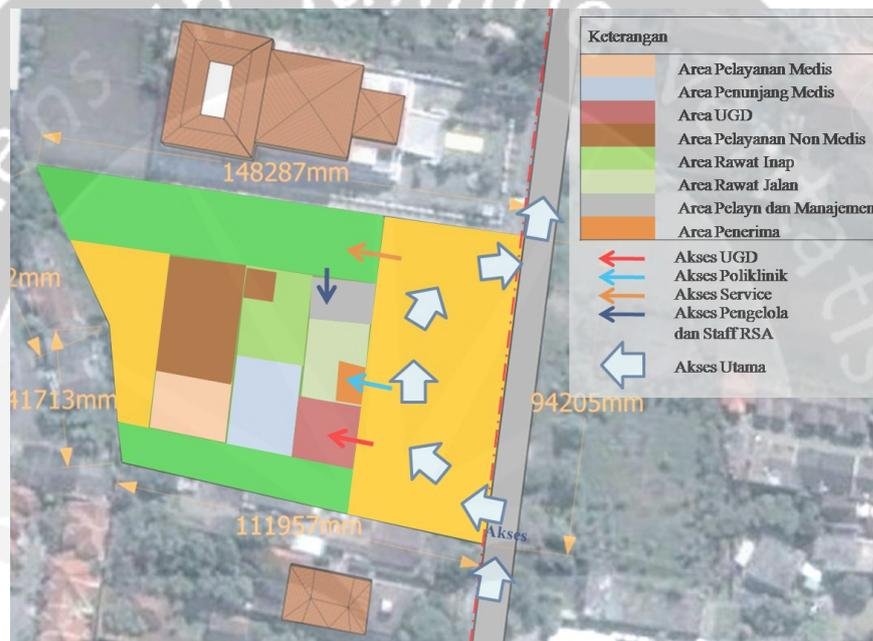 Keterangan
Area Pelayanan Medis
Area Penunjang Medis
Area UGD
Area Pelayanan Non Medis
Area Rawat Inap
Area Rawat Jalan
Area Pelayn dan Manajemen
Area Penerima
Akses UGD
Akses Poliklinik
Akses Service
Akses Pengelola
dan Staff RSA
Akses Utama
148287mm
2mm
41713mm
94205mm
111957mm
Akses